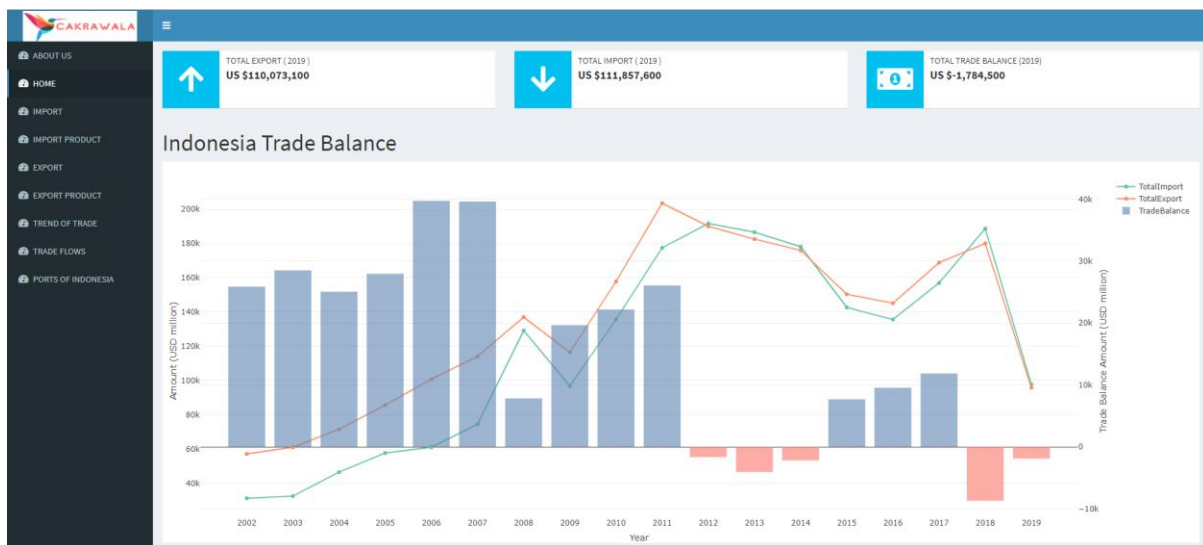 CAKRAWALA
ABOUT US
HOME
IMPORT
IMPORT PRODUCT
EXPORT
EXPORT PRODUCT
TREND OF TRADE
TRADE FLOWS
PORTS OF INDONESIA
TOTAL EXPORT ( 2019 )
US $110,073,100
TOTAL IMPORT ( 2019 )
US $111,857,600
TOTAL TRADE BALANCE (2019)
US $-1,784,500
Indonesia Trade Balance
TotalImport
TotalExport
TradeBalance
Amount (USD million)
200k
180k
160k
140k
120k
100k
80k
60k
40k
40k
30k
20k
10k
0
−10k
Trade Balance Amount (USD million)
2002 2003 2004 2005 2006 2007 2008 2009 2010 2011 2012 2013 2014 2015 2016 2017 2018 2019
Year